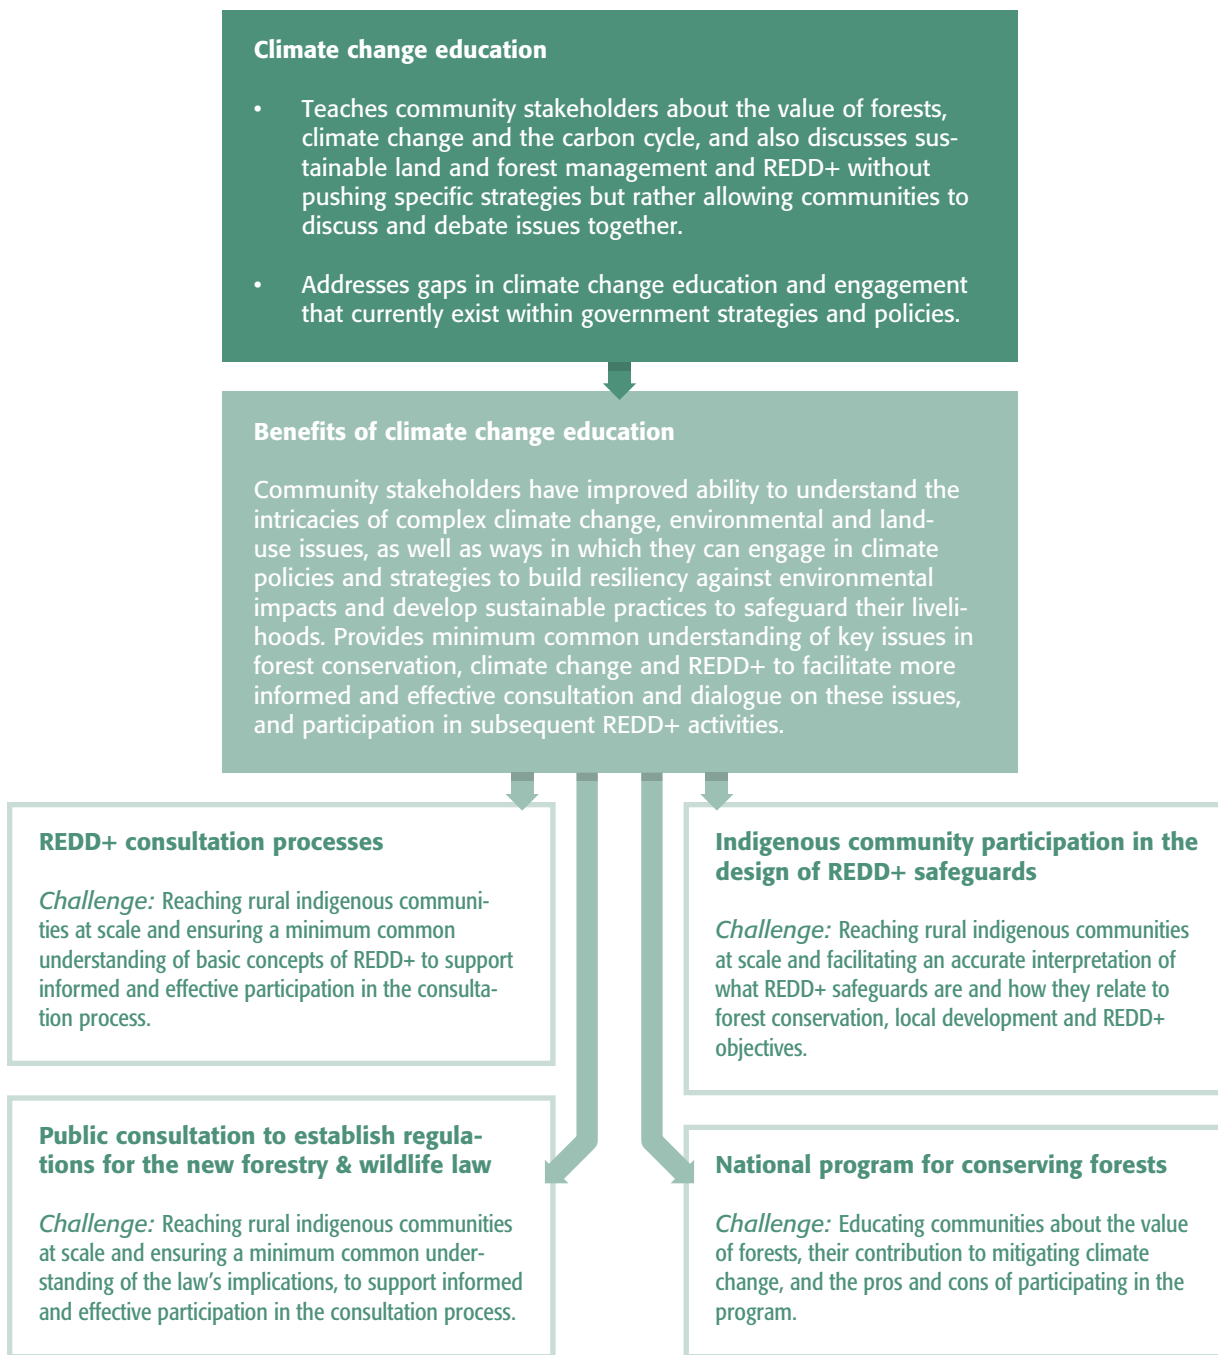 Climate change education
• Teaches community stakeholders about the value of forests,
climate change and the carbon cycle, and also discusses sus-
tainable land and forest management and REDD+ without
pushing specific strategies but rather allowing communities to
discuss and debate issues together.
• Addresses gaps in climate change education and engagement
that currently exist within government strategies and policies.
Benefits of climate change education
Community stakeholders have improved ability to understand the
intricacies of complex climate change, environmental and land-
use issues, as well as ways in which they can engage in climate
policies and strategies to build resiliency against environmental
impacts and develop sustainable practices to safeguard their liveli-
hoods. Provides minimum common understanding of key issues in
forest conservation, climate change and REDD+ to facilitate more
informed and effective consultation and dialogue on these issues,
and participation in subsequent REDD+ activities.
REDD+ consultation processes
Challenge: Reaching rural indigenous communi-
ties at scale and ensuring a minimum common
understanding of basic concepts of REDD+ to support
informed and effective participation in the consulta-
tion process.
Indigenous community participation in the
design of REDD+ safeguards
Challenge: Reaching rural indigenous communities
at scale and facilitating an accurate interpretation of
what REDD+ safeguards are and how they relate to
forest conservation, local development and REDD+
objectives.
Public consultation to establish regula-
tions for the new forestry & wildlife law
Challenge: Reaching rural indigenous communities
at scale and ensuring a minimum common under-
standing of the law's implications, to support informed
and effective participation in the consultation process.
National program for conserving forests
Challenge: Educating communities about the value
of forests, their contribution to mitigating climate
change, and the pros and cons of participating in the
program.